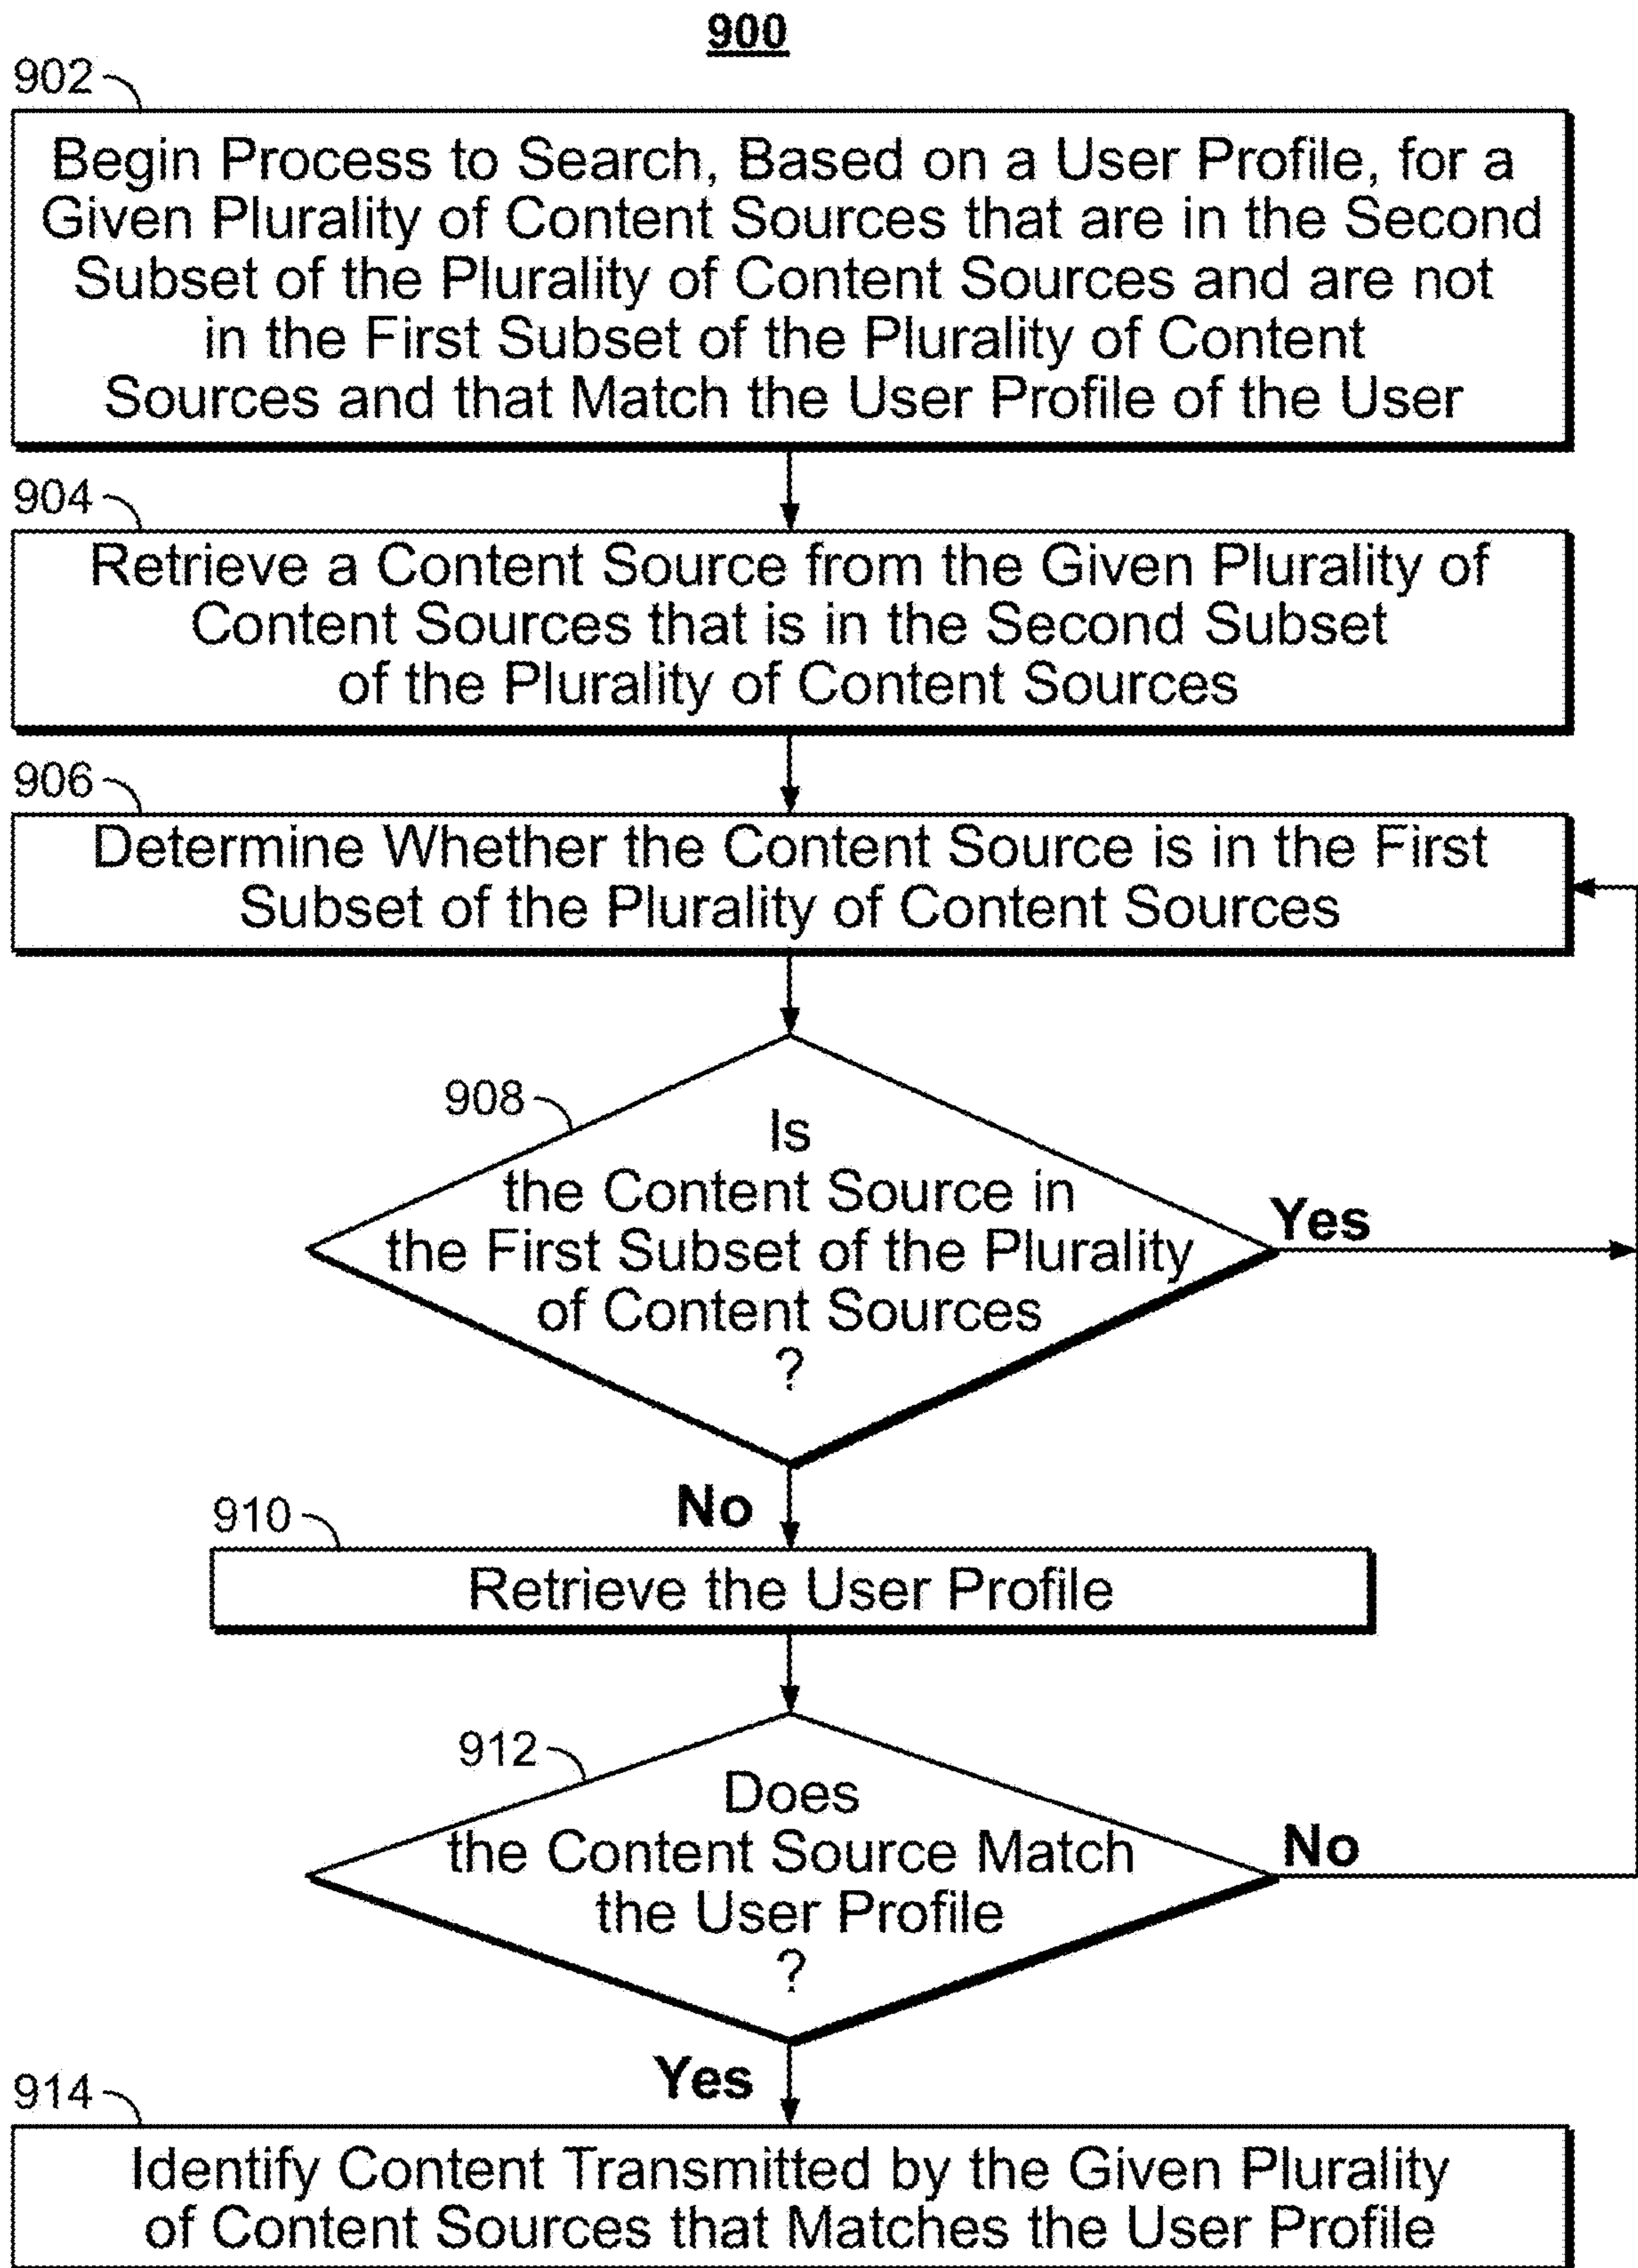 900
902
Begin Process to Search, Based on a User Profile, for a
Given Plurality of Content Sources that are in the Second
Subset of the Plurality of Content Sources and are not
in the First Subset of the Plurality of Content
Sources and that Match the User Profile of the User
904
Retrieve a Content Source from the Given Plurality of
Content Sources that is in the Second Subset
of the Plurality of Content Sources
906
Determine Whether the Content Source is in the First
Subset of the Plurality of Content Sources
908
Is
the Content Source in
the First Subset of the Plurality
of Content Sources
?
Yes
No
910
Retrieve the User Profile
912
Does
the Content Source Match
the User Profile
?
No
Yes
914
Identify Content Transmitted by the Given Plurality
of Content Sources that Matches the User Profile